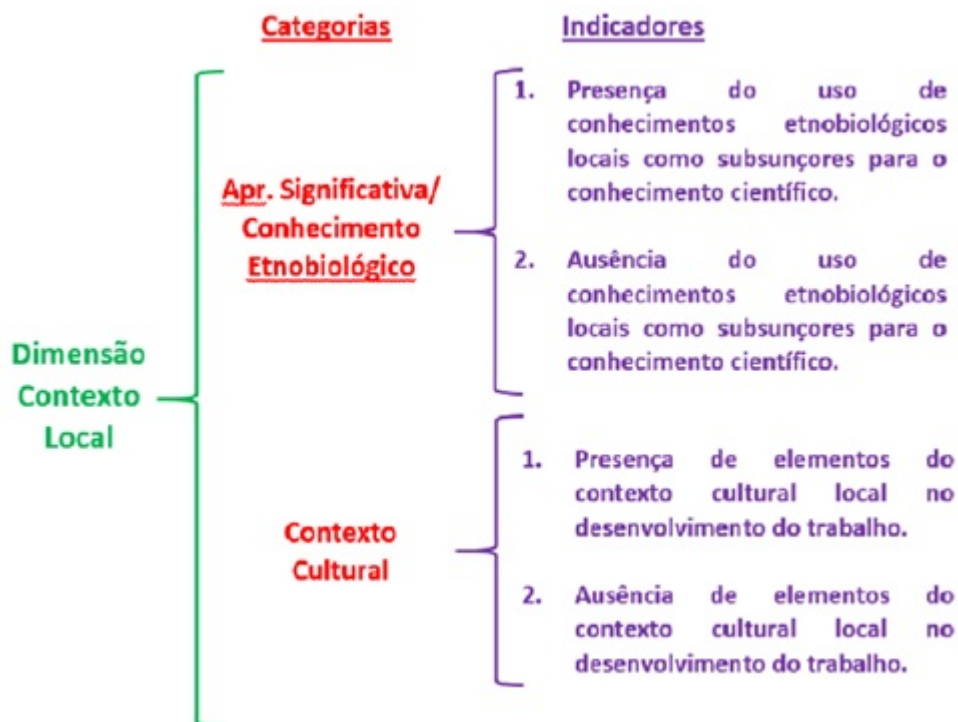 Categorias
Indicadores
Dimensão
Contexto
Local
Apr. Significativa/
Conhecimento
Etnobiológico
1. Presença do uso de
conhecimentos etnobiológicos
locais como subsunçores para o
conhecimento científico.
2. Ausência do uso de
conhecimentos etnobiológicos
locais como subsunçores para o
conhecimento científico.
Contexto
Cultural
1. Presença de elementos do
contexto cultural local no
desenvolvimento do trabalho.
2. Ausência de elementos do
contexto cultural local no
desenvolvimento do trabalho.